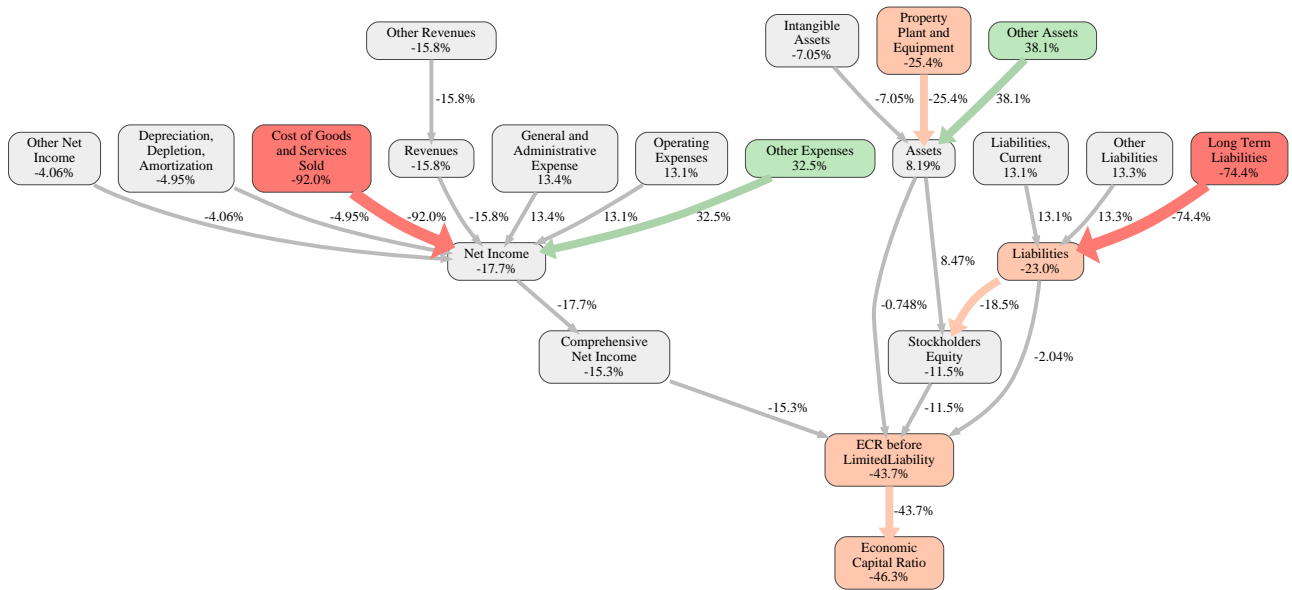 Other Revenues
-15.8%
Intangible
Assets
-7.05%
Property
Plant and
Equipment
-25.4%
Other Assets
38.1%
-15.8%
-7.05%
-25.4%
38.1%
Other Net
Income
-4.06%
Depreciation,
Depletion,
Amortization
-4.95%
Cost of Goods
and Services
Sold
-92.0%
Revenues
-15.8%
General and
Administrative
Expense
13.4%
Operating
Expenses
13.1%
Other Expenses
32.5%
Assets
8.19%
Liabilities,
Current
13.1%
Other
Liabilities
13.3%
Long Term
Liabilities
-74.4%
-4.06%
-4.95%
-92.0%
-15.8%
13.4%
13.1%
32.5%
13.1%
13.3%
-74.4%
Net Income
-17.7%
8.47%
Liabilities
-23.0%
-17.7%
-0.748%
-18.5%
Comprehensive
Net Income
-15.3%
Stockholders
Equity
-11.5%
-2.04%
-15.3%
-11.5%
ECR before
LimitedLiability
-43.7%
-43.7%
Economic
Capital Ratio
-46.3%